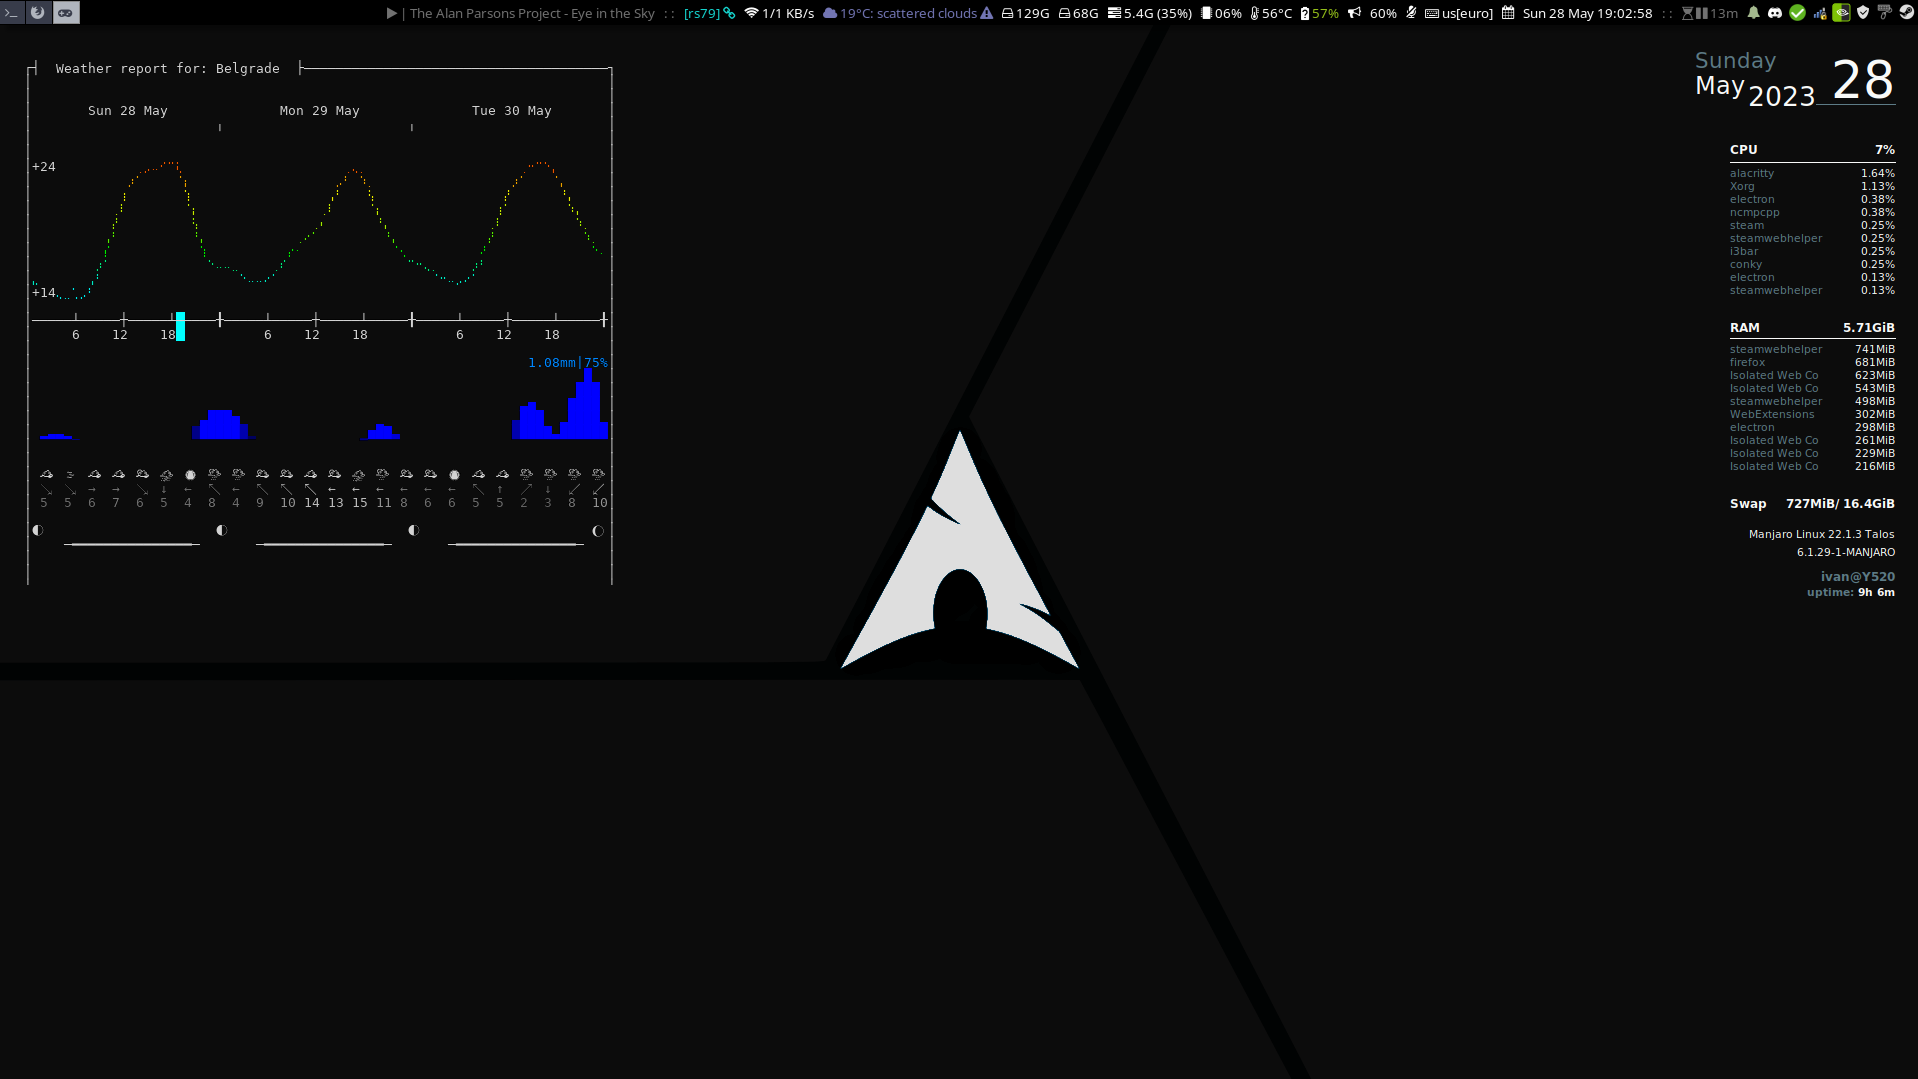 | The Alan Parsons Project - Eye in the Sky :: [rs79] 1/1 KB/s 19°C: scattered clouds 129G 68G 5.4G (35%) 06% 56°C 57% 60% us[euro] Sun 28 May 19:02:58 :: 13m
Weather report for: Belgrade
Sun 28 May Mon 29 May Tue 30 May
+24
+14
6 12 18 6 12 18 6 12 18
1.08mm|75%
→ → ↓ ← ↖ ← ↖ ↖ ↖ ← ← ← ← ← ← ↖ ↑ ↗ ↓ ↙ ↙
5 5 6 7 6 5 4 8 4 9 10 14 13 15 11 8 6 6 5 5 2 3 8 10
Sunday
May 2023 28
CPU 7%
alacritty 1.64%
Xorg 1.13%
electron 0.38%
ncmpcpp 0.38%
steam 0.25%
steamwebhelper 0.25%
i3bar 0.25%
conky 0.25%
electron 0.13%
steamwebhelper 0.13%
RAM 5.71GiB
steamwebhelper 741MiB
firefox 681MiB
Isolated Web Co 623MiB
Isolated Web Co 543MiB
steamwebhelper 498MiB
WebExtensions 302MiB
electron 298MiB
Isolated Web Co 261MiB
Isolated Web Co 229MiB
Isolated Web Co 216MiB
Swap 727MiB/ 16.4GiB
Manjaro Linux 22.1.3 Talos
6.1.29-1-MANJARO
ivan@Y520
uptime: 9h 6m